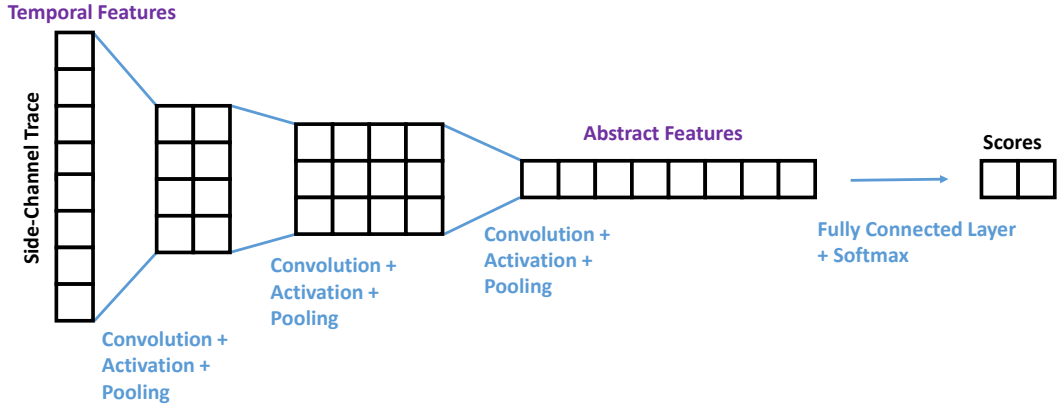 Temporal Features
Side-Channel Trace
Convolution +
Activation +
Pooling
Convolution +
Activation +
Pooling
Convolution +
Activation +
Pooling
Abstract Features
Fully Connected Layer
+ Softmax
Scores